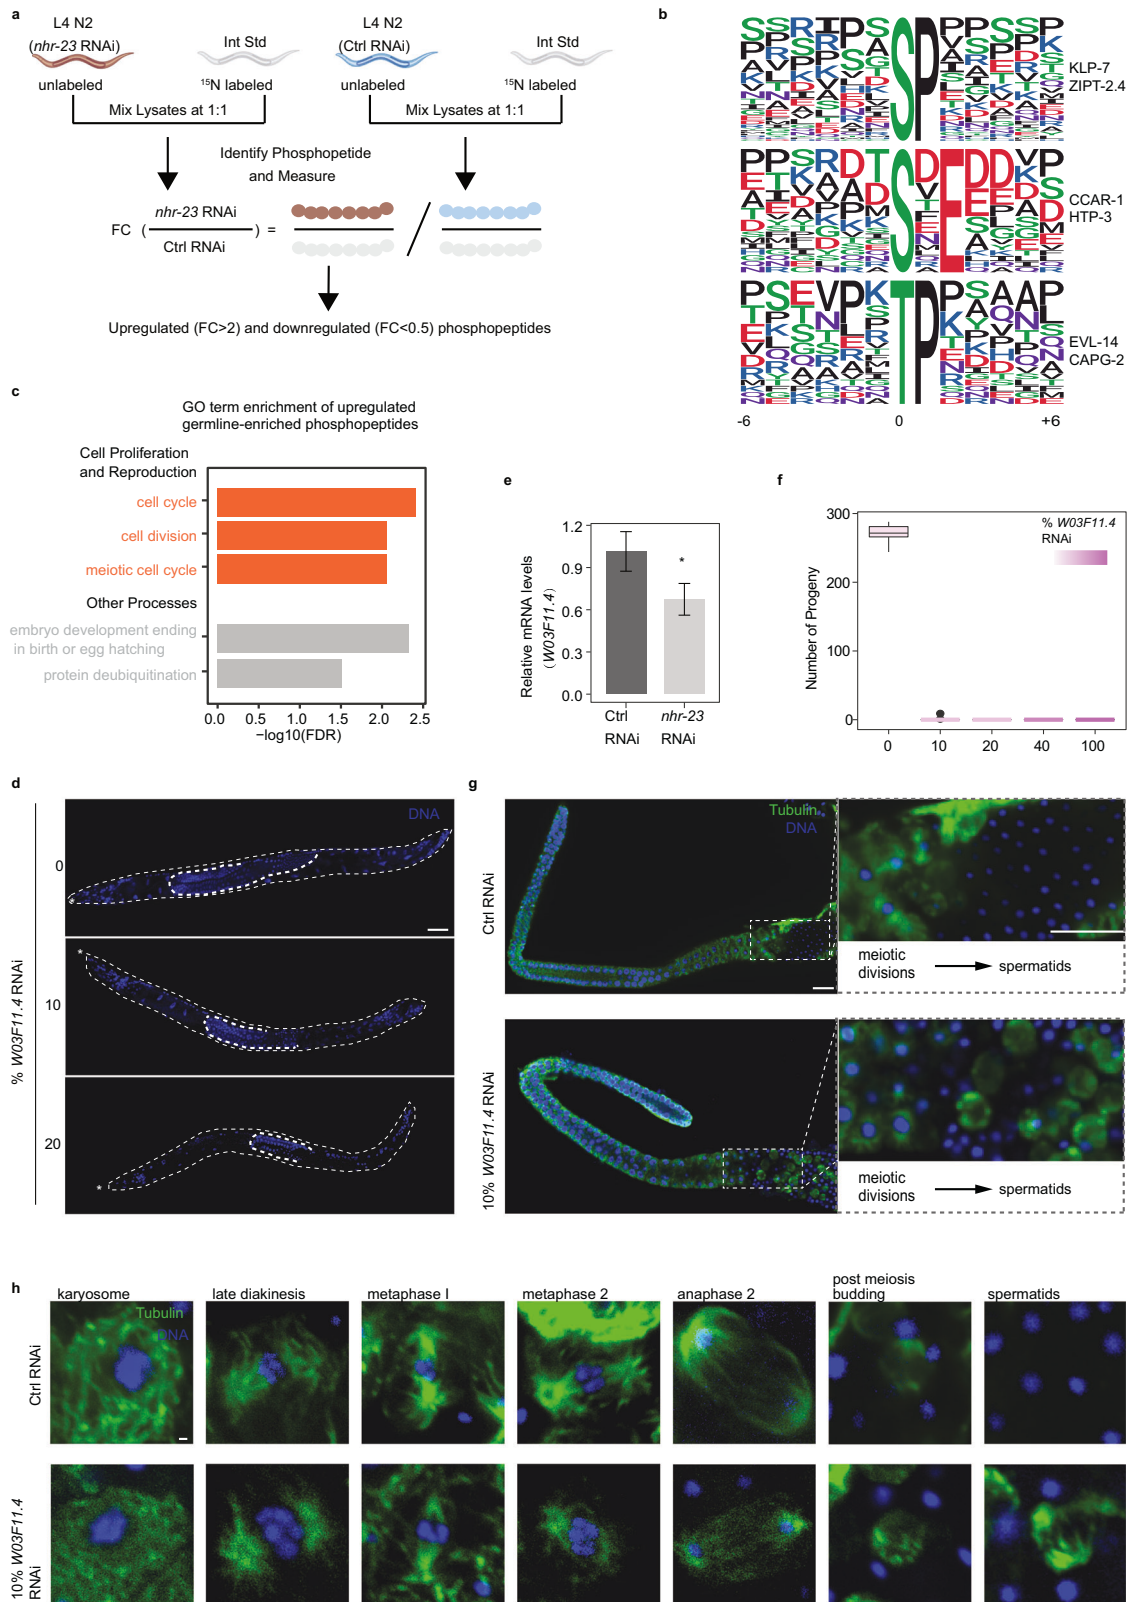 a
L4 N2
(nhr-23 RNAi)
Int Std
L4 N2
(Ctrl RNAi)
Int Std
unlabeled
15N labeled
unlabeled
15N labeled
Mix Lysates at 1:1
Mix Lysates at 1:1
Identify Phosphopetide
and Measure
FC ( nhr-23 RNAi
Ctrl RNAi ) =
Upregulated (FC>2) and downregulated (FC<0.5) phosphopeptides
b
SP
KLP-7
ZIPT-2.4
CCAR-1
HTP-3
TP
EVL-14
CAPG-2
-6
0
+6
c
GO term enrichment of upregulated
germline-enriched phosphopeptides
Cell Proliferation
and Reproduction
cell cycle
cell division
meiotic cell cycle
Other Processes
embryo development ending
in birth or egg hatching
protein deubiquitination
0.0 0.5 1.0 1.5 2.0 2.5
−log10(FDR)
e
Relative mRNA levels
(W03F11.4)
1.2
0.9
0.6
0.3
0.0
*
Ctrl
RNAi
nhr-23
RNAi
f
Number of Progeny
300
200
100
0
% W03F11.4
RNAi
0 10 20 40 100
d
% W03F11.4 RNAi
DNA
0
*
10
*
20
*
g
Ctrl RNAi
Tubulin
DNA
meiotic
divisions
spermatids
10% W03F11.4 RNAi
meiotic
divisions
spermatids
h
karyosome
late diakinesis
metaphase I
metaphase 2
anaphase 2
post meiosis
budding
spermatids
Ctrl RNAi
Tubulin
DNA
10% W03F11.4
RNAi